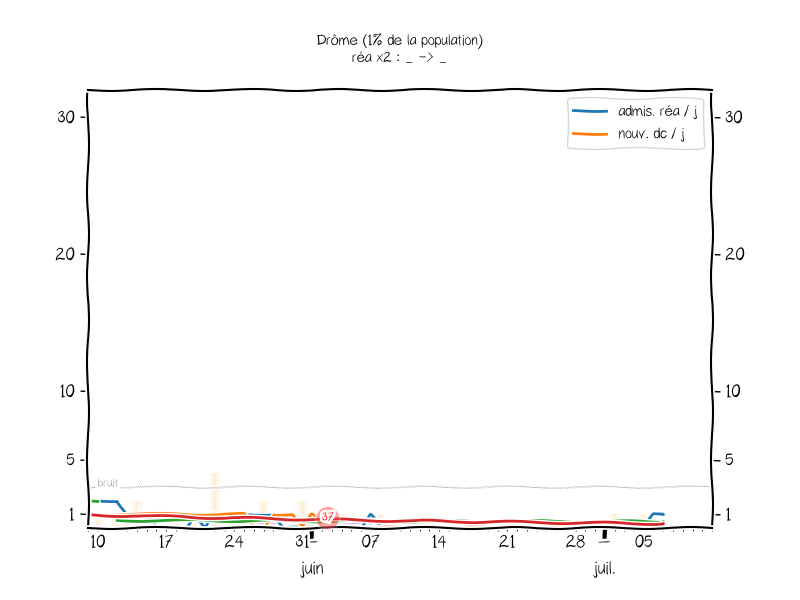 Drôme (1% de la population)
réa x2 : _ -> _
admis. réa / j
nouv. dc / j
30
30
20
20
10
10
5
5
bruit
1
1
37
10
17
24
31
07
14
21
28
05
juin
juil.